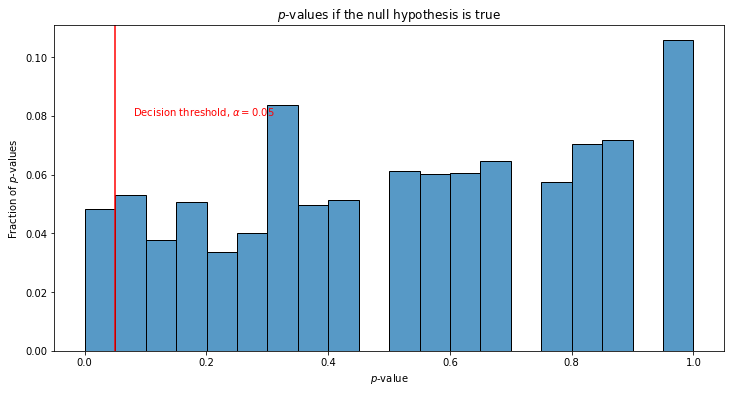 p-values if the null hypothesis is true
0.10
0.08
0.06
0.04
0.02
0.00
Fraction of p-values
Decision threshold, α = 0.05
0.0 0.2 0.4 0.6 0.8 1.0
p-value